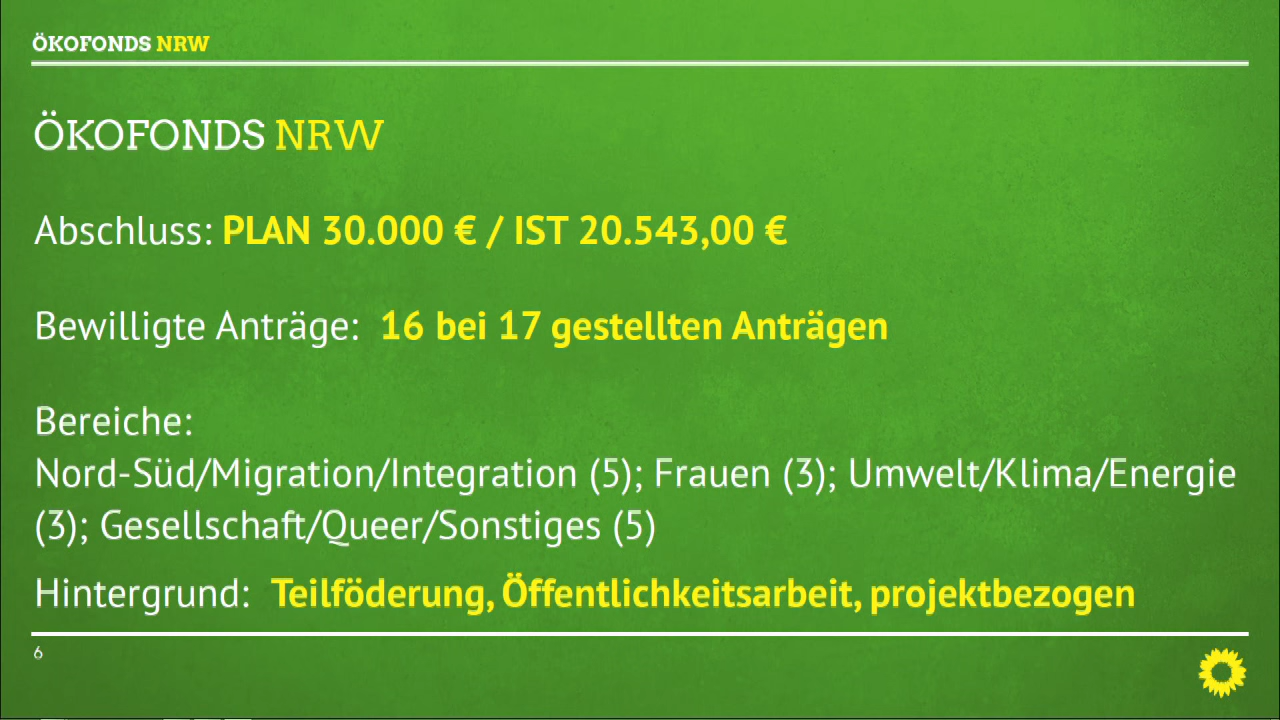 ÖKOFONDS NRW
ÖKOFONDS NRW
Abschluss: PLAN 30.000 € / IST 20.543,00 €
Bewilligte Anträge: 16 bei 17 gestellten Anträgen
Bereiche:
Nord-Süd/Migration/Integration (5); Frauen (3); Umwelt/Klima/Energie
(3); Gesellschaft/Queer/Sonstiges (5)
Hintergrund: Teilföderung, Öffentlichkeitsarbeit, projektbezogen
6